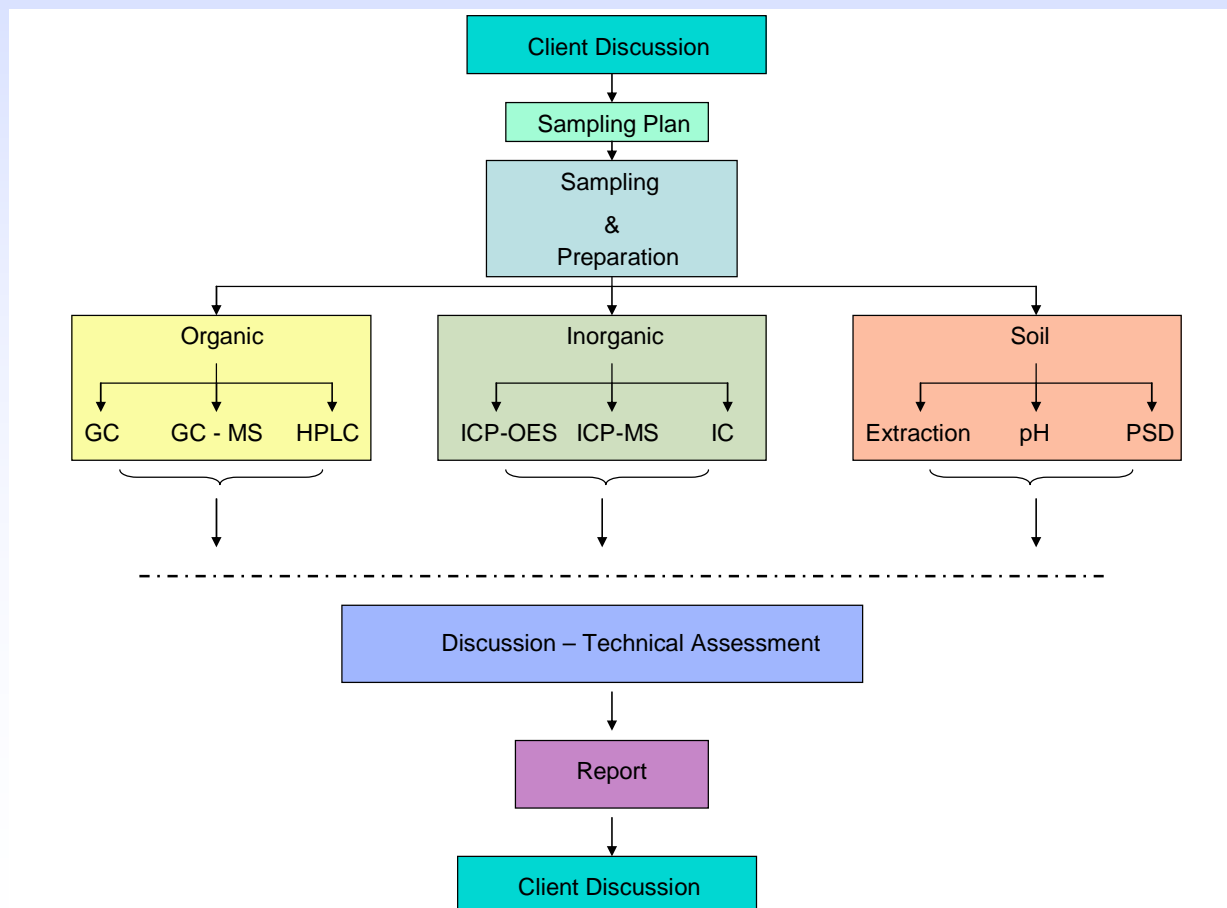 Client Discussion
Sampling Plan
Sampling
&
Preparation
Organic
GC GC - MS HPLC
Inorganic
ICP-OES ICP-MS IC
Soil
Extraction pH PSD
Discussion – Technical Assessment
Report
Client Discussion